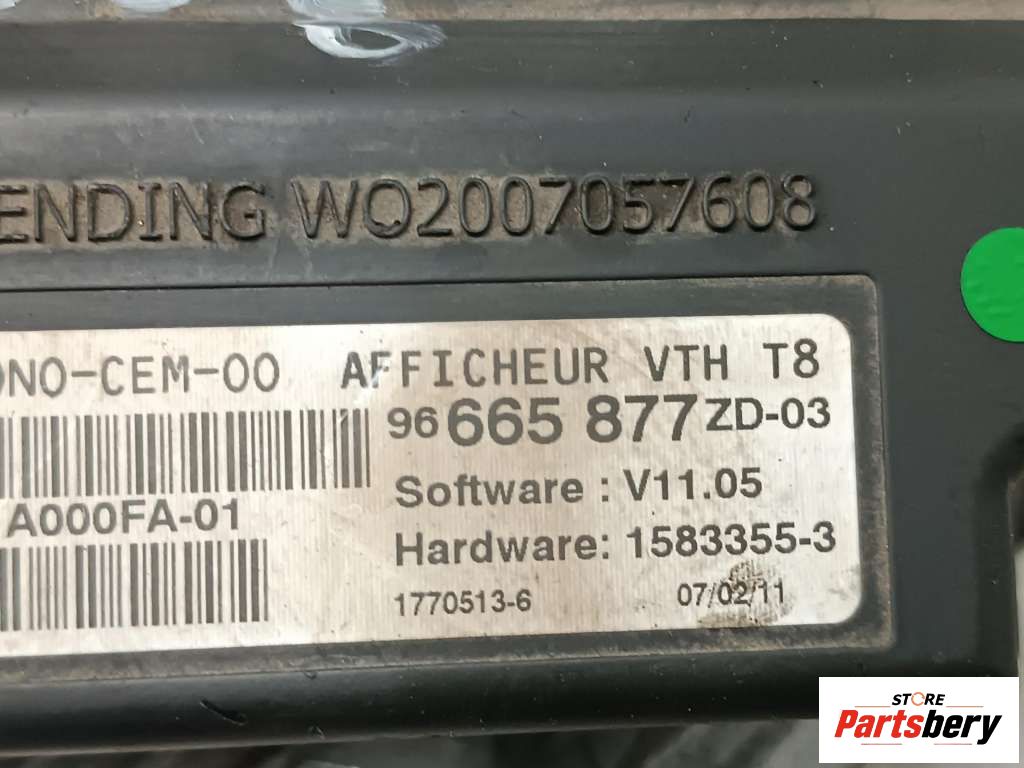 ENDING WO2007057608
ONO-CEM-00 AFFICHEUR VTH T8
96 665 877 ZD-03
Software : V11.05
A000FA-01
Hardware: 1583355-3
1770513-6 07/02/11
STORE
Partsbery